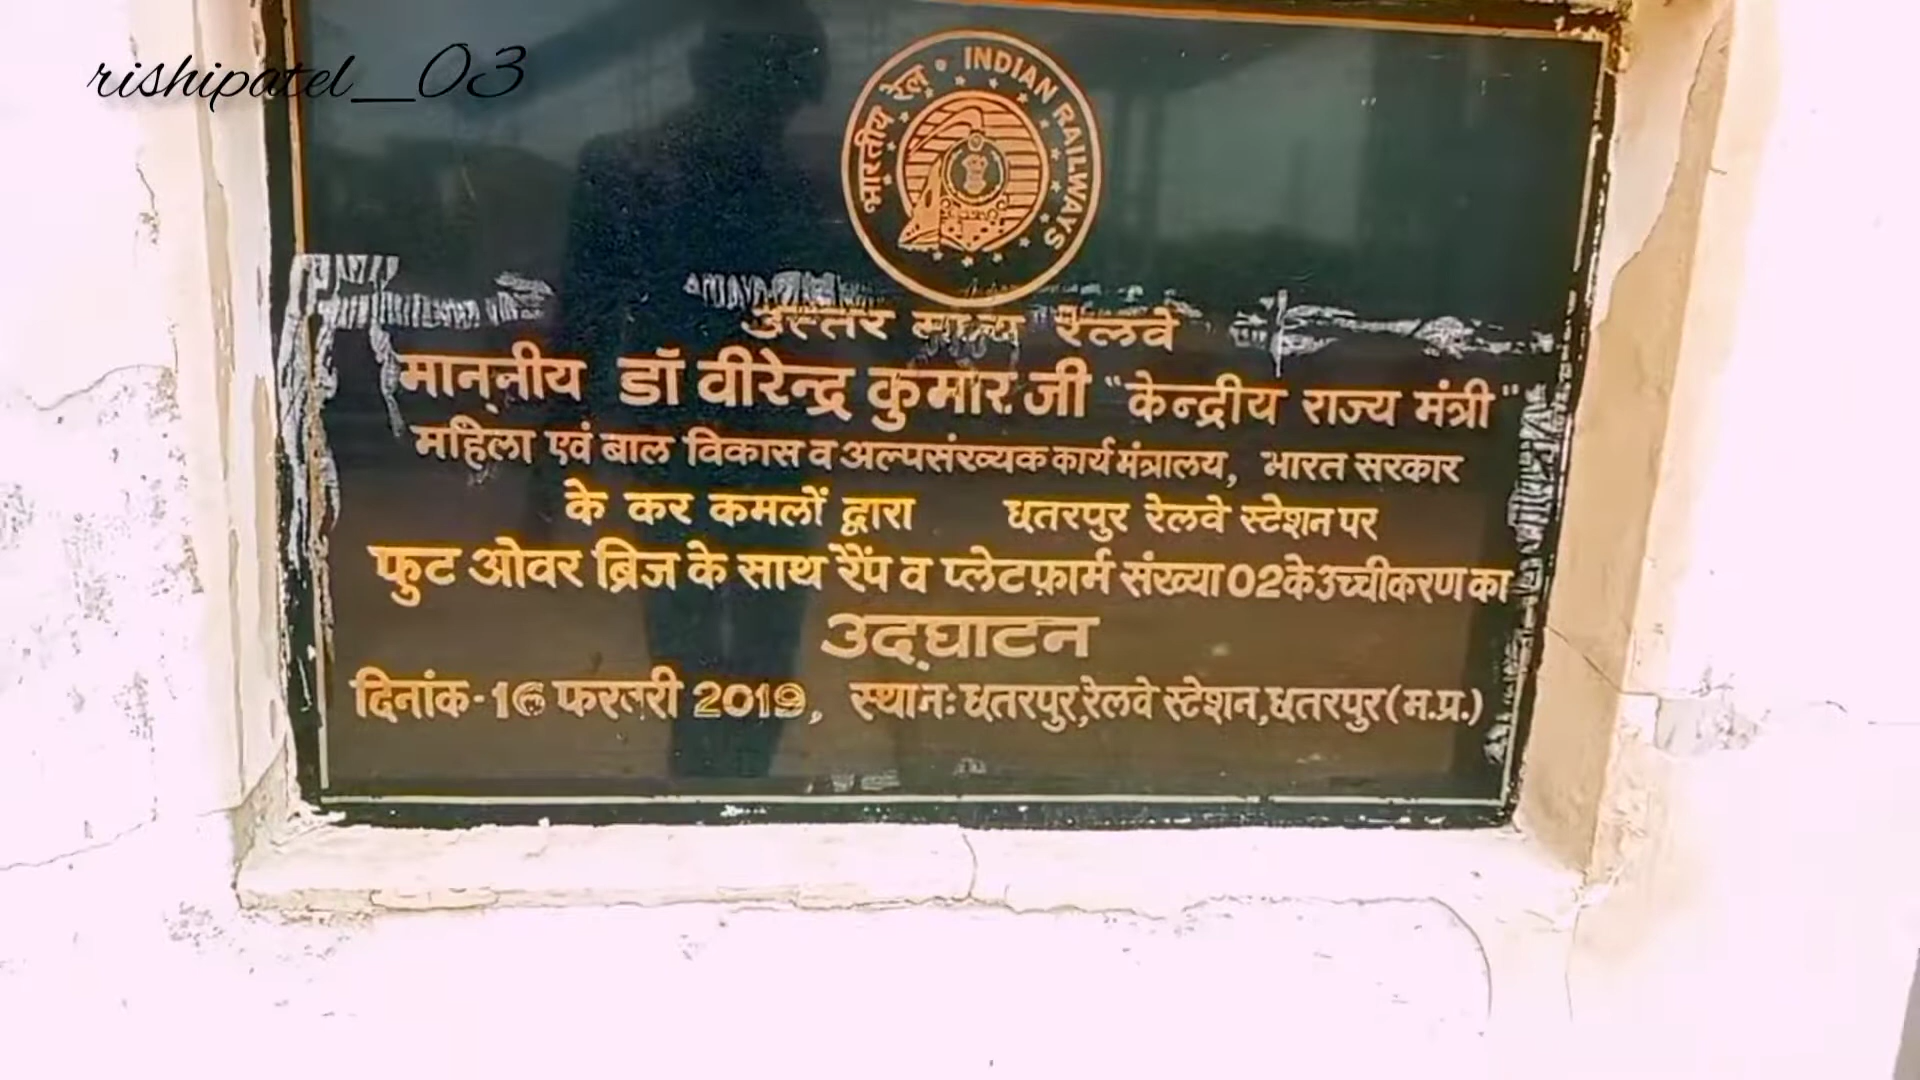 rishipatel_03
भारतीय रेल • INDIAN RAILWAYS
उत्तर मध्य रेलवे
माननीय डॉ वीरेन्द्र कुमार जी "केन्द्रीय राज्य मंत्री"
महिला एवं बाल विकास व अल्पसंख्यक कार्य मंत्रालय, भारत सरकार
के कर कमलों द्वारा छतरपुर रेलवे स्टेशन पर
फुट ओवर ब्रिज के साथ रैंप व प्लेटफ़ार्म संख्या 02 के उच्चीकरण का
उद्घाटन
दिनांक-16 फरवरी 2019, स्थानः छतरपुर, रेलवे स्टेशन, छतरपुर (म.प्र.)